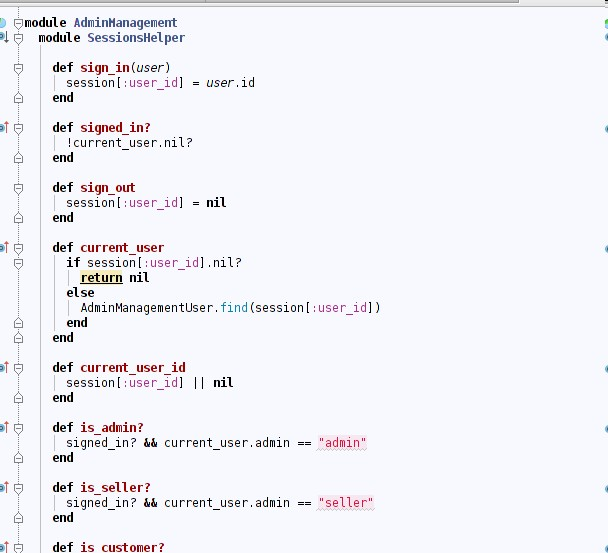 module AdminManagement
module SessionsHelper
def sign_in(user)
session[:user_id] = user.id
end
def signed_in?
!current_user.nil?
end
def sign_out
session[:user_id] = nil
end
def current_user
if session[:user_id].nil?
return nil
else
AdminManagementUser.find(session[:user_id])
end
end
def current_user_id
session[:user_id] || nil
end
def is_admin?
signed_in? && current_user.admin == "admin"
end
def is_seller?
signed_in? && current_user.admin == "seller"
end
def is_customer?